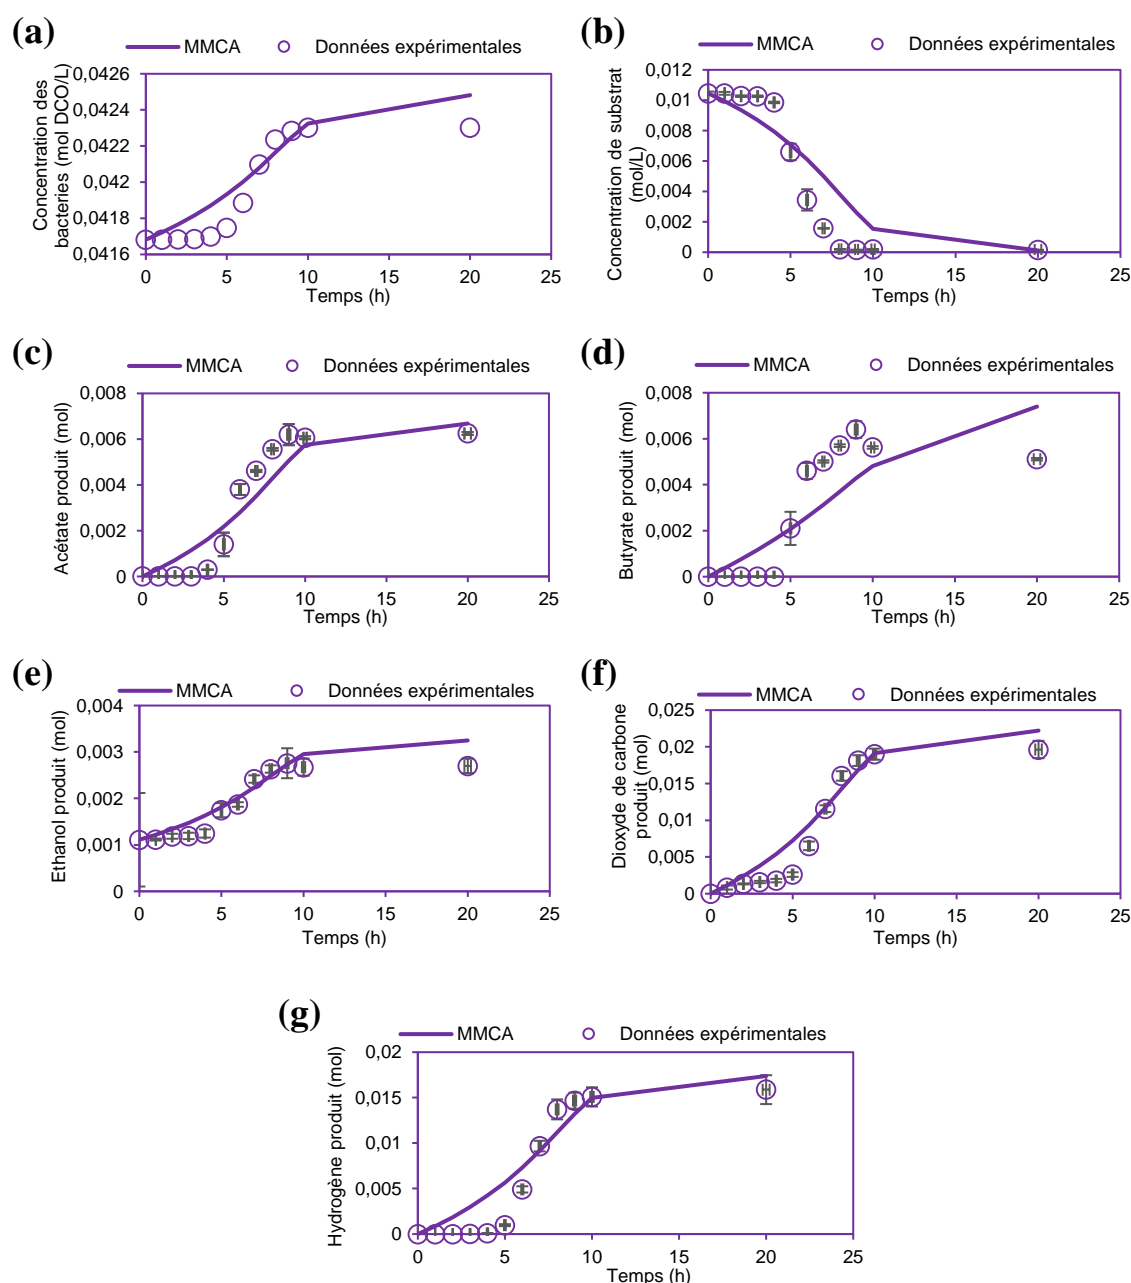 (a)
MMCA
Données expérimentales
Concentration des
bacteries (mol DCO/L)
0,0426
0,0424
0,0422
0,042
0,0418
0,0416
0
5
10
15
20
25
Temps (h)
(b)
MMCA
Données expérimentales
Concentration de substrat
(mol/L)
0,012
0,010
0,008
0,006
0,004
0,002
0
0
5
10
15
20
25
Temps (h)
(c)
MMCA
Données expérimentales
Acétate produit (mol)
0,008
0,006
0,004
0,002
0
0
5
10
15
20
25
Temps (h)
(d)
MMCA
Données expérimentales
Butyrate produit (mol)
0,008
0,006
0,004
0,002
0
0
5
10
15
20
25
Temps (h)
(e)
MMCA
Données expérimentales
Ethanol produit (mol)
0,004
0,003
0,002
0,001
0
0
5
10
15
20
25
Temps (h)
(f)
MMCA
Données expérimentales
Dioxyde de carbone
produit (mol)
0,025
0,02
0,015
0,01
0,005
0
0
5
10
15
20
25
Temps (h)
(g)
MMCA
Données expérimentales
Hydrogène produit (mol)
0,02
0,015
0,01
0,005
0
0
5
10
15
20
25
Temps (h)